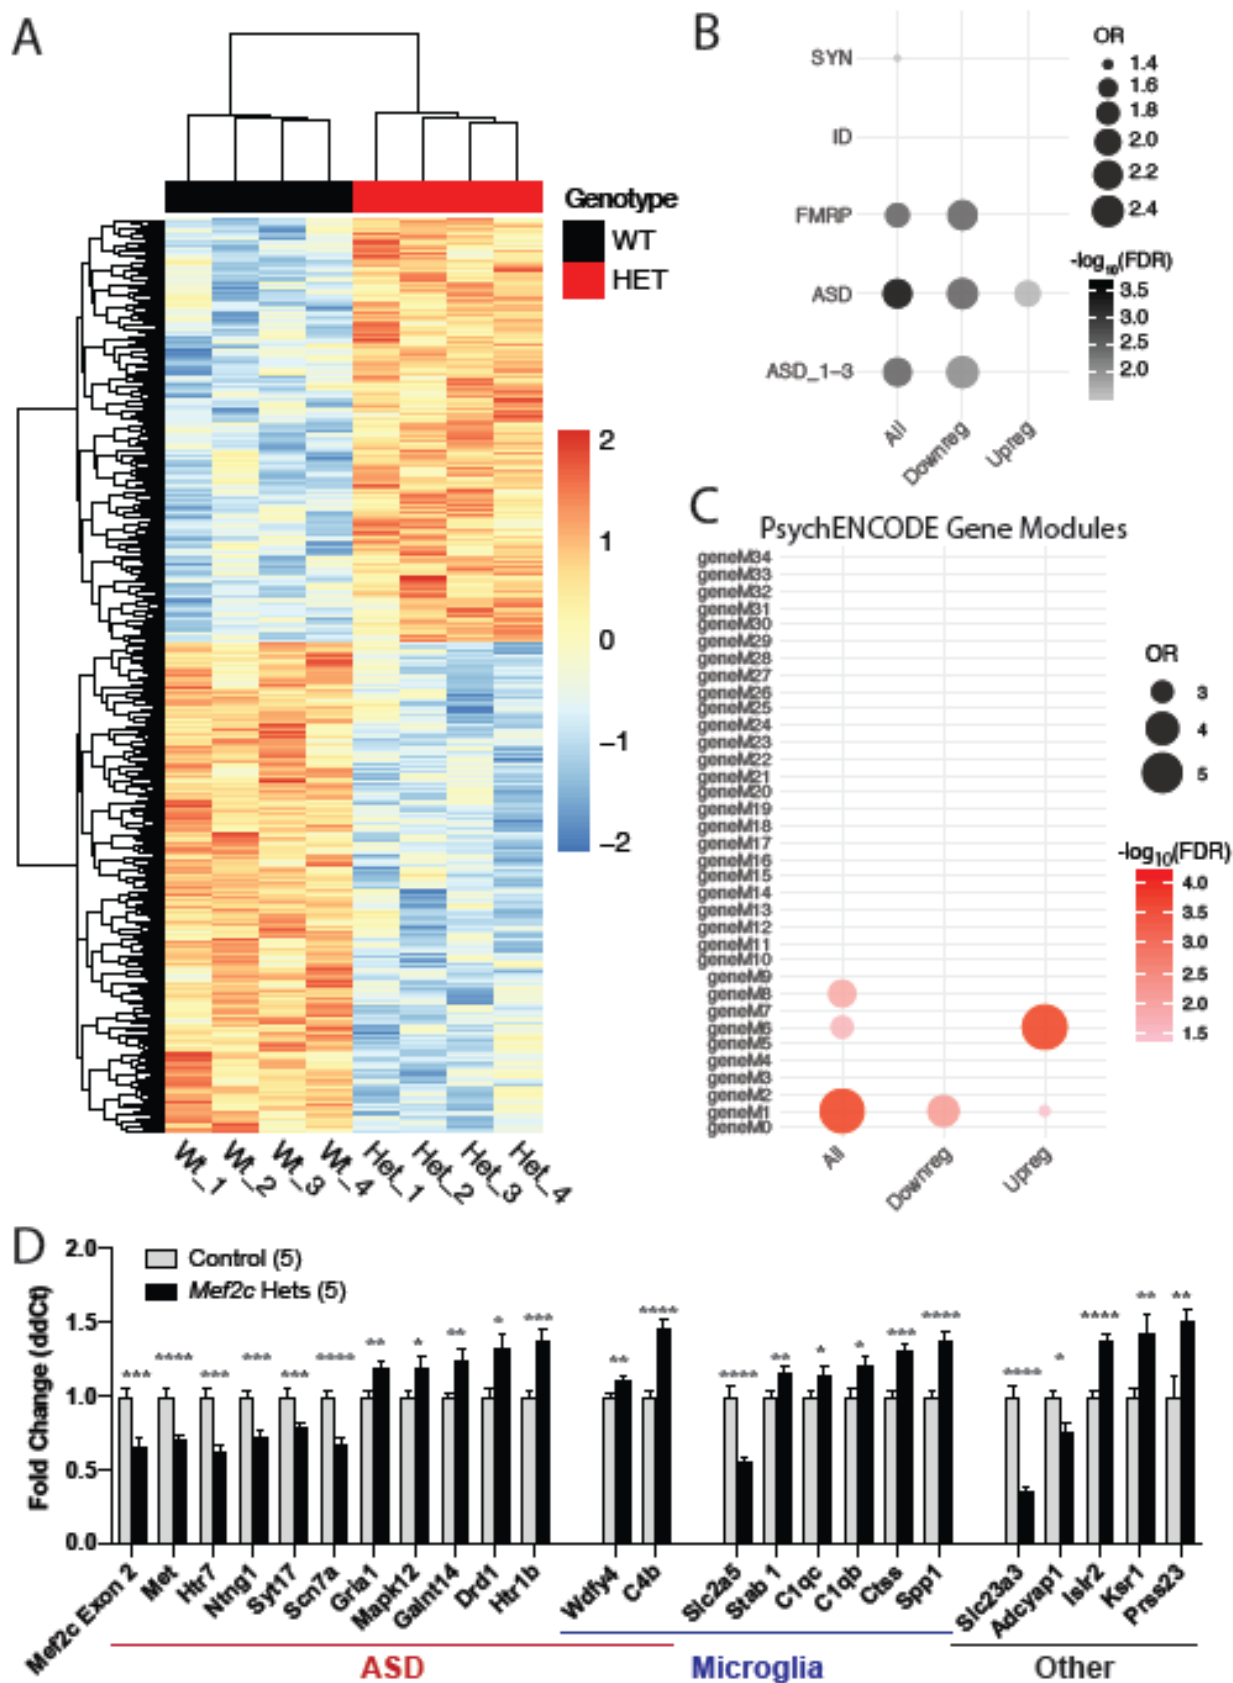 A
Genotype
WT
HET
2
1
0
−1
−2
Wt_1
Wt_2
Wt_3
Wt_4
Het_1
Het_2
Het_3
Het_4
B
SYN
ID
FMRP
ASD
ASD_1−3
All
Downreg
Upreg
OR
1.4
1.6
1.8
2.0
2.2
2.4
-log₁₀(FDR)
3.5
3.0
2.5
2.0
C
PsychENCODE Gene Modules
geneM34
geneM33
geneM32
geneM31
geneM30
geneM29
geneM28
geneM27
geneM26
geneM25
geneM24
geneM23
geneM22
geneM21
geneM20
geneM19
geneM18
geneM17
geneM16
geneM15
geneM14
geneM13
geneM12
geneM11
geneM10
geneM9
geneM8
geneM7
geneM6
geneM5
geneM4
geneM3
geneM2
geneM1
geneM0
All
Downreg
Upreg
OR
3
4
5
-log₁₀(FDR)
4.0
3.5
3.0
2.5
2.0
1.5
D
Fold Change (ddCt)
2.0
1.5
1.0
0.5
0.0
Control (5)
Mef2c Hets (5)
*** **** *** *** *** **** ** * ** * *** ** **** **** ** * * *** **** **** * **** ** **
Mef2c Exon 2
Met
Htr7
Ntng1
Syt17
Scn7a
Gria1
Mapk12
Galnt14
Drd1
Htr1b
Wdfy4
C4b
Slc2a5
Stab 1
C1qc
C1qb
Ctss
Spp1
Slc23a3
Adcyap1
Islr2
Ksr1
Prss23
ASD
Microglia
Other